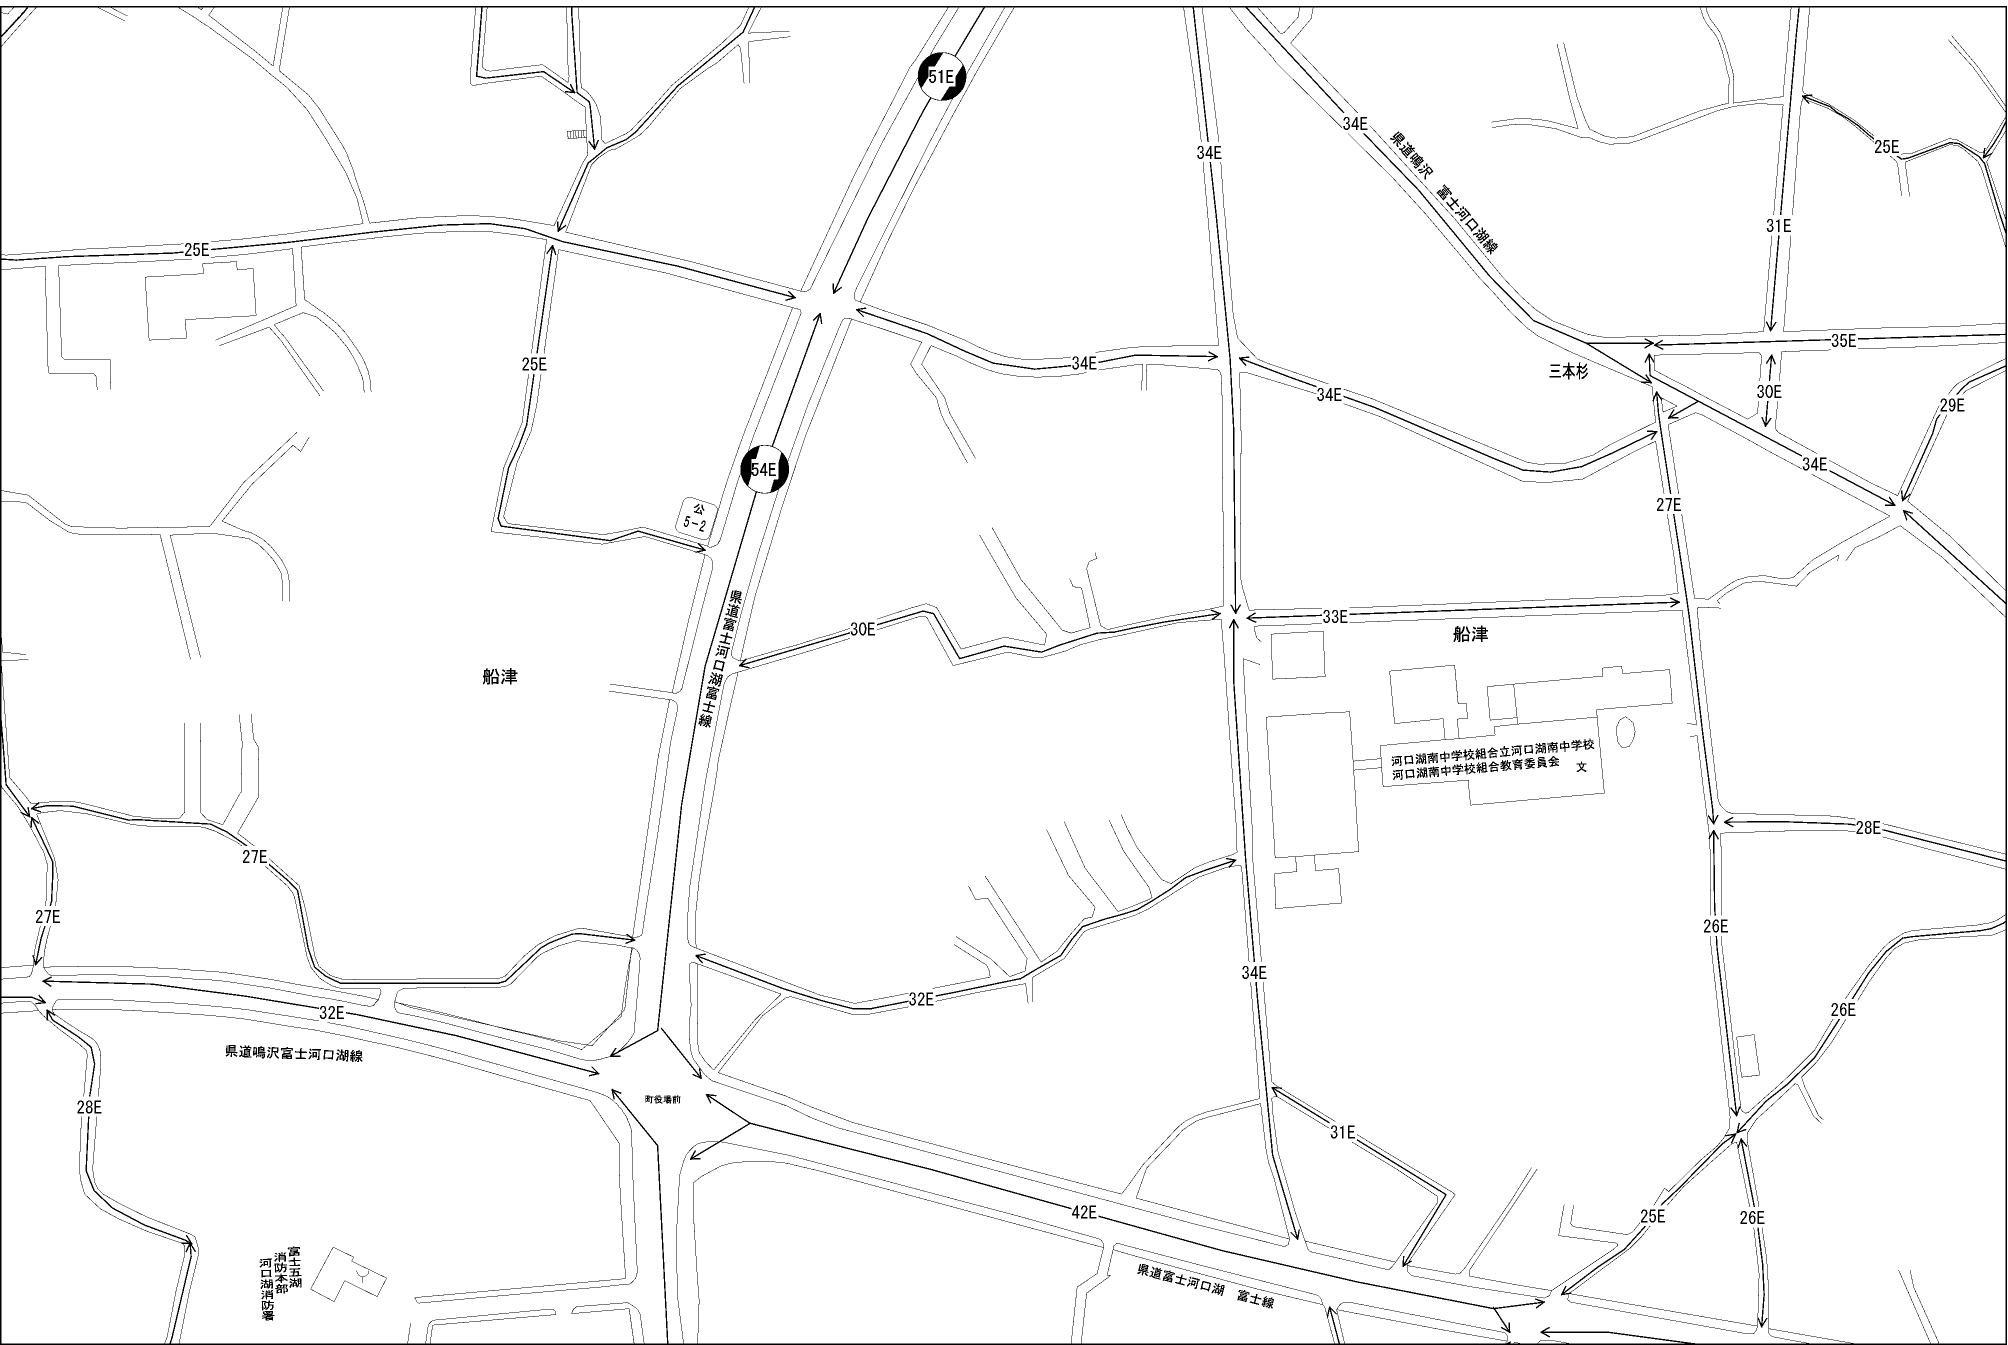 51E
34E
34E
県道鳴沢 富士河口湖線
25E
25E
31E
35E
25E
34E
34E
三本杉
30E
29E
54E
34E
公
5-2
27E
県道富士河口湖富士線
30E
33E
船津
船津
河口湖南中学校組合立河口湖南中学校
河口湖南中学校組合教育委員会 文
28E
27E
27E
26E
34E
32E
32E
26E
県道鳴沢富士河口湖線
町役場前
28E
31E
42E
25E
26E
富士五湖
消防本部
河口湖消防署
県道富士河口湖 富士線